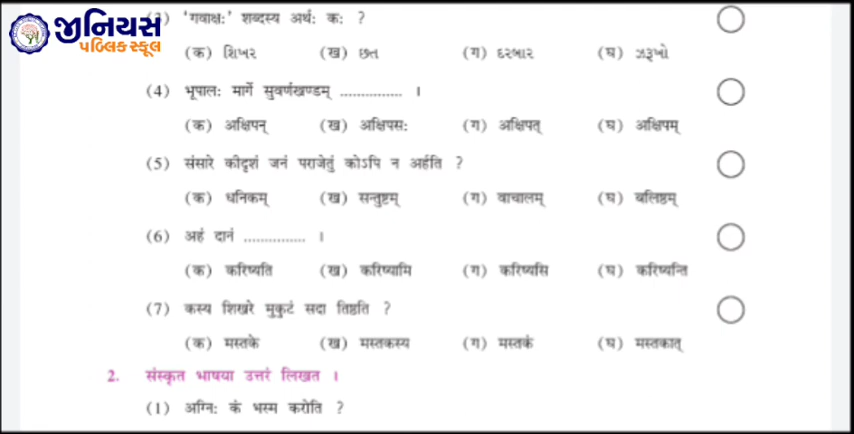 જીનિયસ
પબ્લિક સ્કૂલ
(3) 'गवाक्षः' शब्दस्य अर्थः कः ?
(क) શિખર (ख) છત (ग) દરબાર (घ) ઝરૂખો
(4) भूपालः मार्गे सुवर्णखण्डम् ............... ।
(क) अक्षिपन् (ख) अक्षिपसः (ग) अक्षिपत् (घ) अक्षिपम्
(5) संसारे कीदृशं जनं पराजेतुं कोऽपि न अर्हति ?
(क) धनिकम् (ख) सन्तुष्टम् (ग) वाचालम् (घ) बलिष्ठम्
(6) अहं दानं ............... ।
(क) करिष्यति (ख) करिष्यामि (ग) करिष्यसि (घ) करिष्यन्ति
(7) कस्य शिखरे मुकुटं सदा तिष्ठति ?
(क) मस्तके (ख) मस्तकस्य (ग) मस्तकं (घ) मस्तकात्
2. संस्कृत भाषया उत्तरं लिखत ।
(1) अग्निः कं भस्म करोति ?